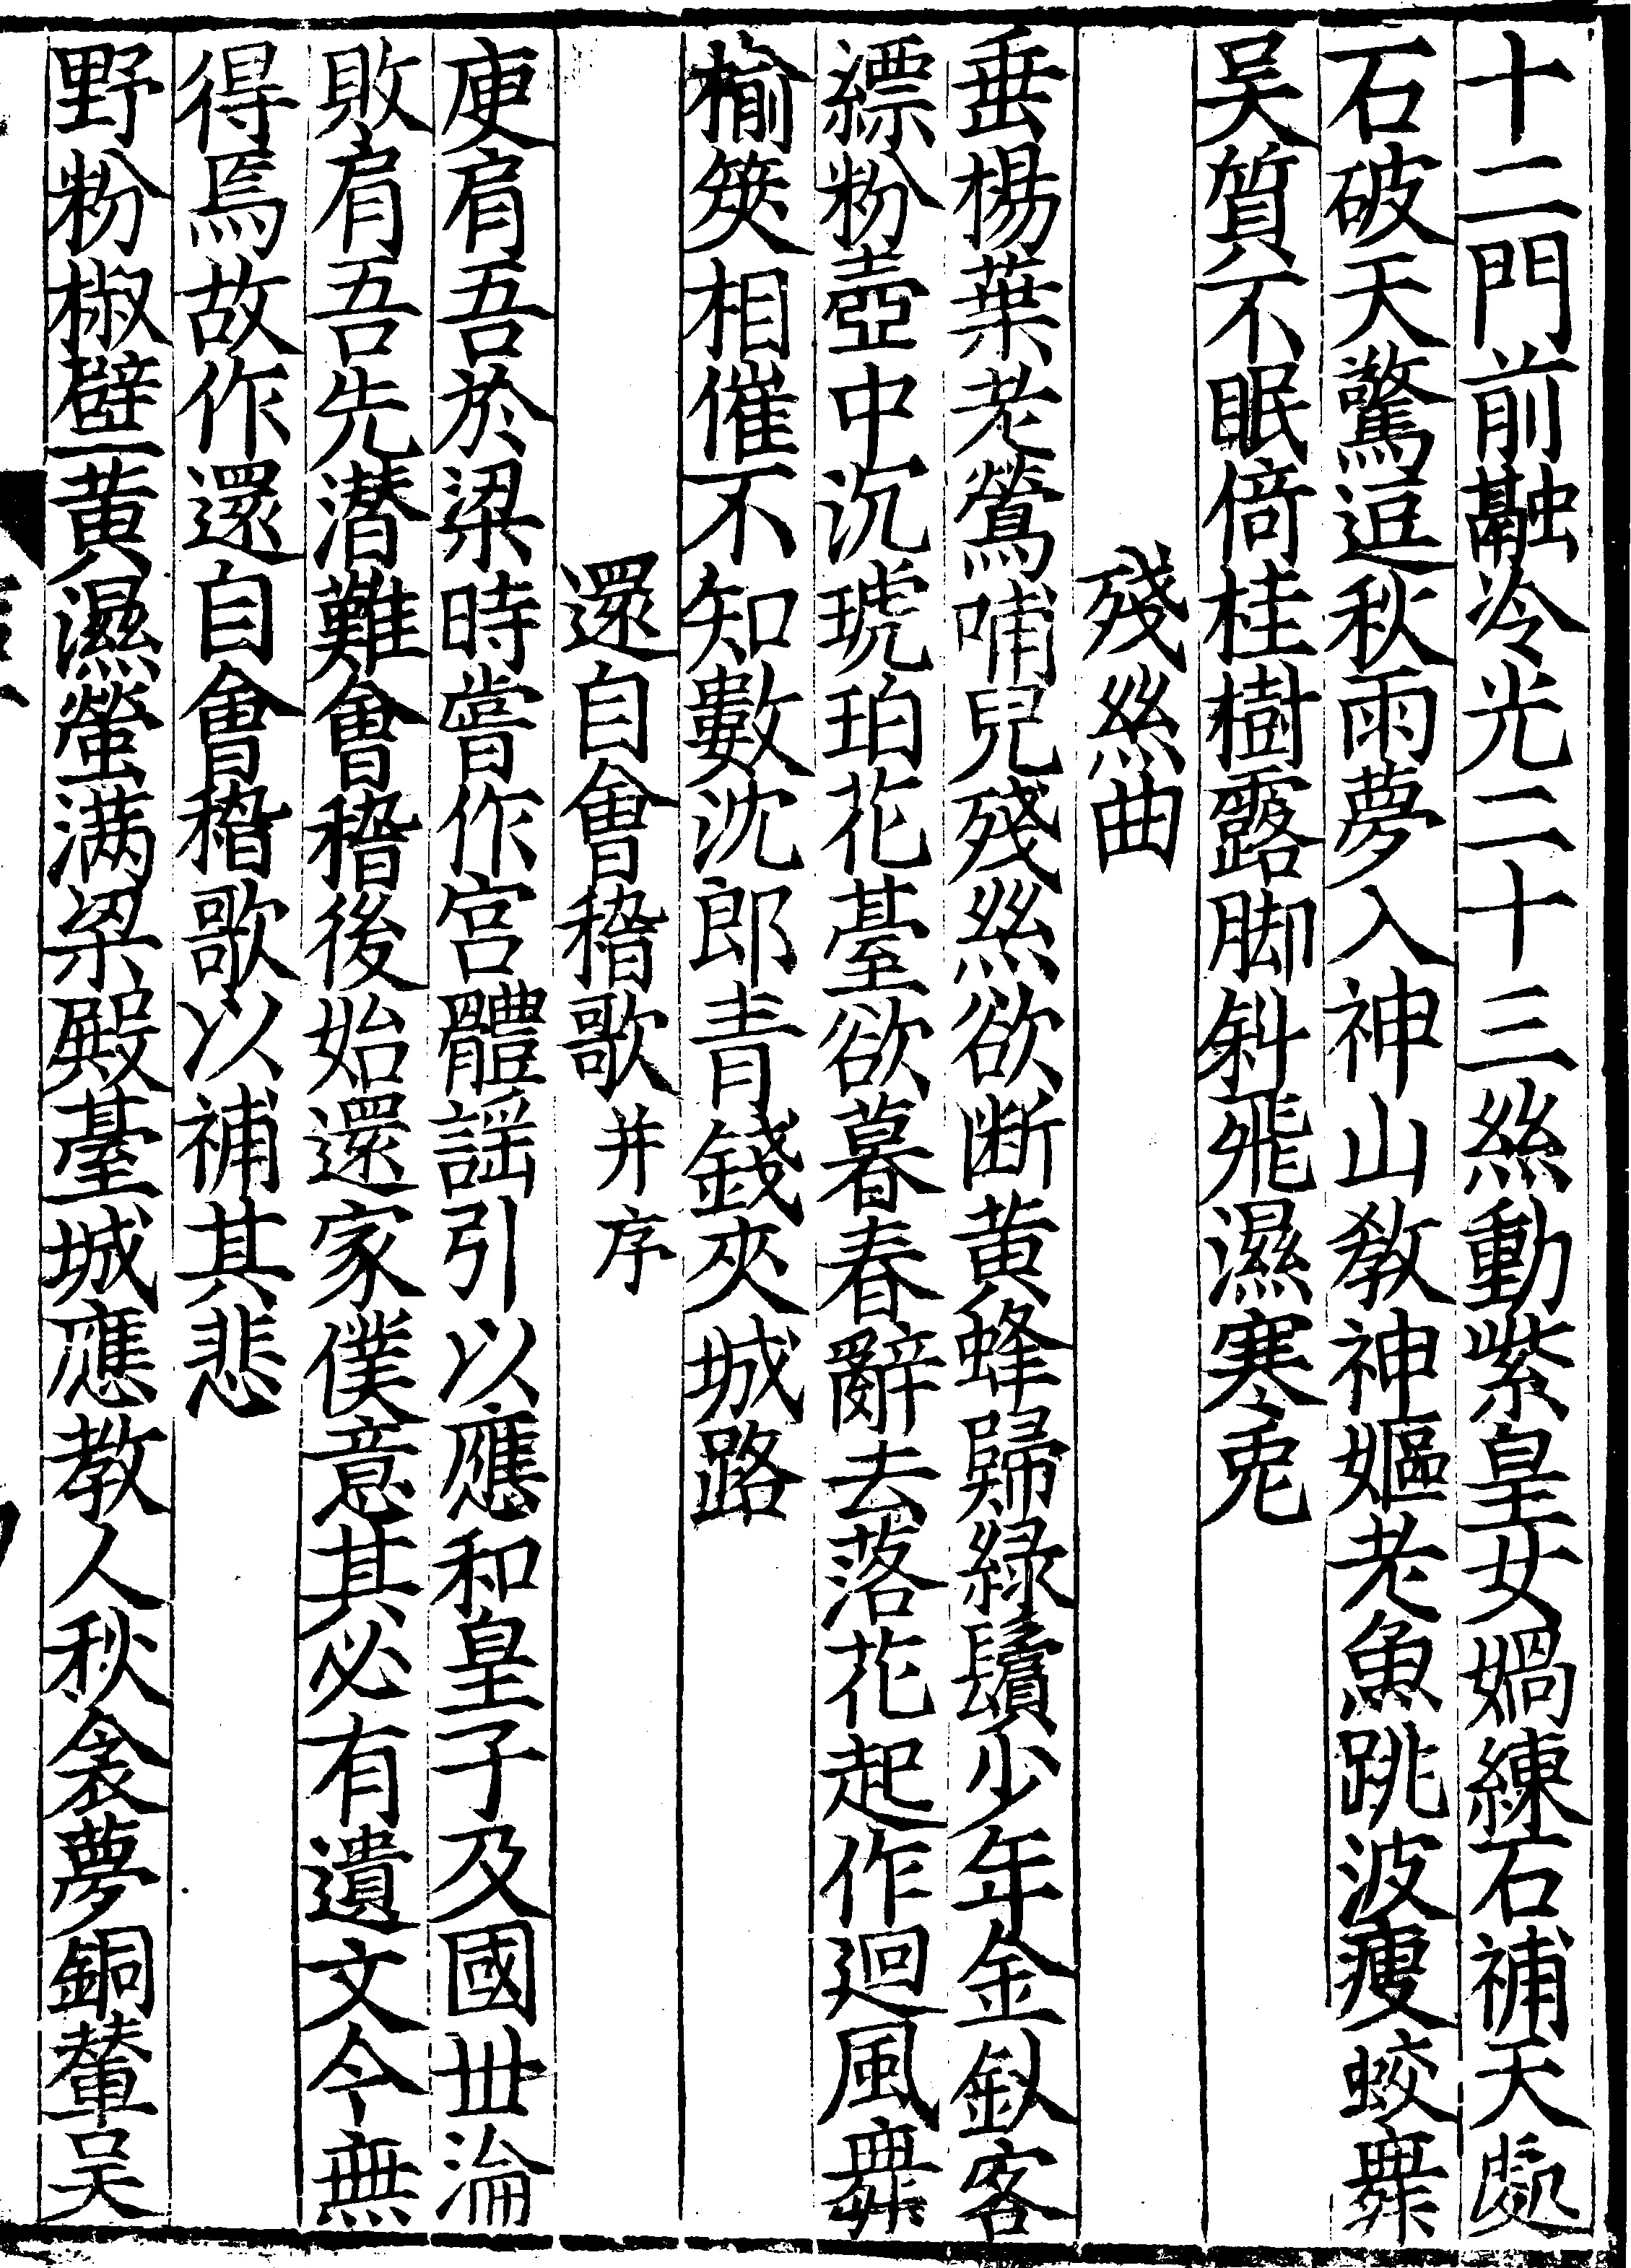 十二門前融冷光二十三絲動紫皇女媧練石補天處
石破天驚逗秋雨夢入神山教神嫗老魚跳波瘦蛟舞
吴質不眠倚桂樹露脚斜飛濕寒兎
殘絲曲
垂楊葉老鶯哺兒殘絲欲断黄蜂歸緑鬢少年金釵客
縹粉壺中沉琥珀花臺欲暮春辭去落花起作迴風舞
榆筴相催不知數沈郎青錢夾城路
還自會稽歌并序
庾肩吾於梁時嘗作宫體謡引以應和皇子及國丗淪
敗肩吾先潜難會稽後始還家僕意其必有遺文今無
得焉故作還自會稽歌以補其悲
野粉椒壁黄濕螢满梁殿臺城應教人秋衾夢銅輦吴